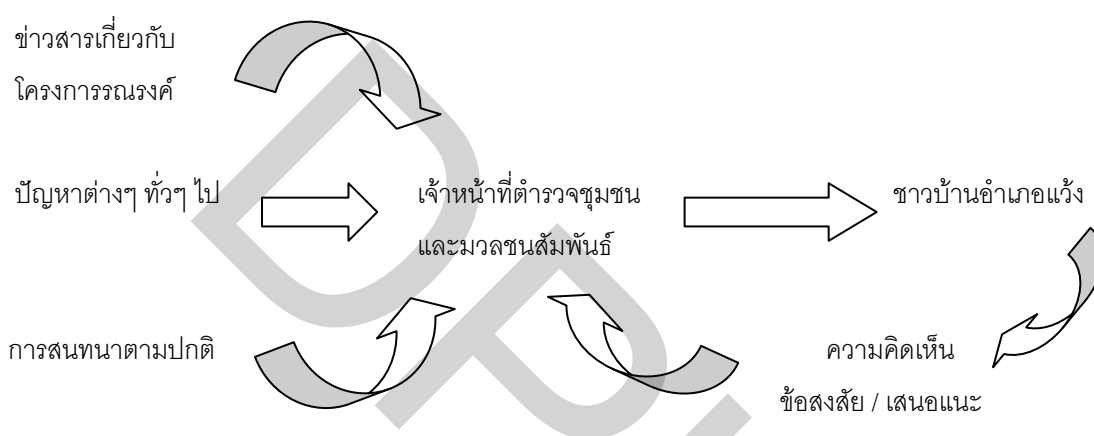 ข่าวสารเกี่ยวกับ
โครงการรณรงค์
ปัญหาต่างๆ ทั่วๆ ไป
เจ้าหน้าที่ตำรวจชุมชน
และมวลชนสัมพันธ์
ชาวบ้านอำเภอแว้ง
การสนทนาตามปกติ
ความคิดเห็น
ข้อสงสัย / เสนอแนะ